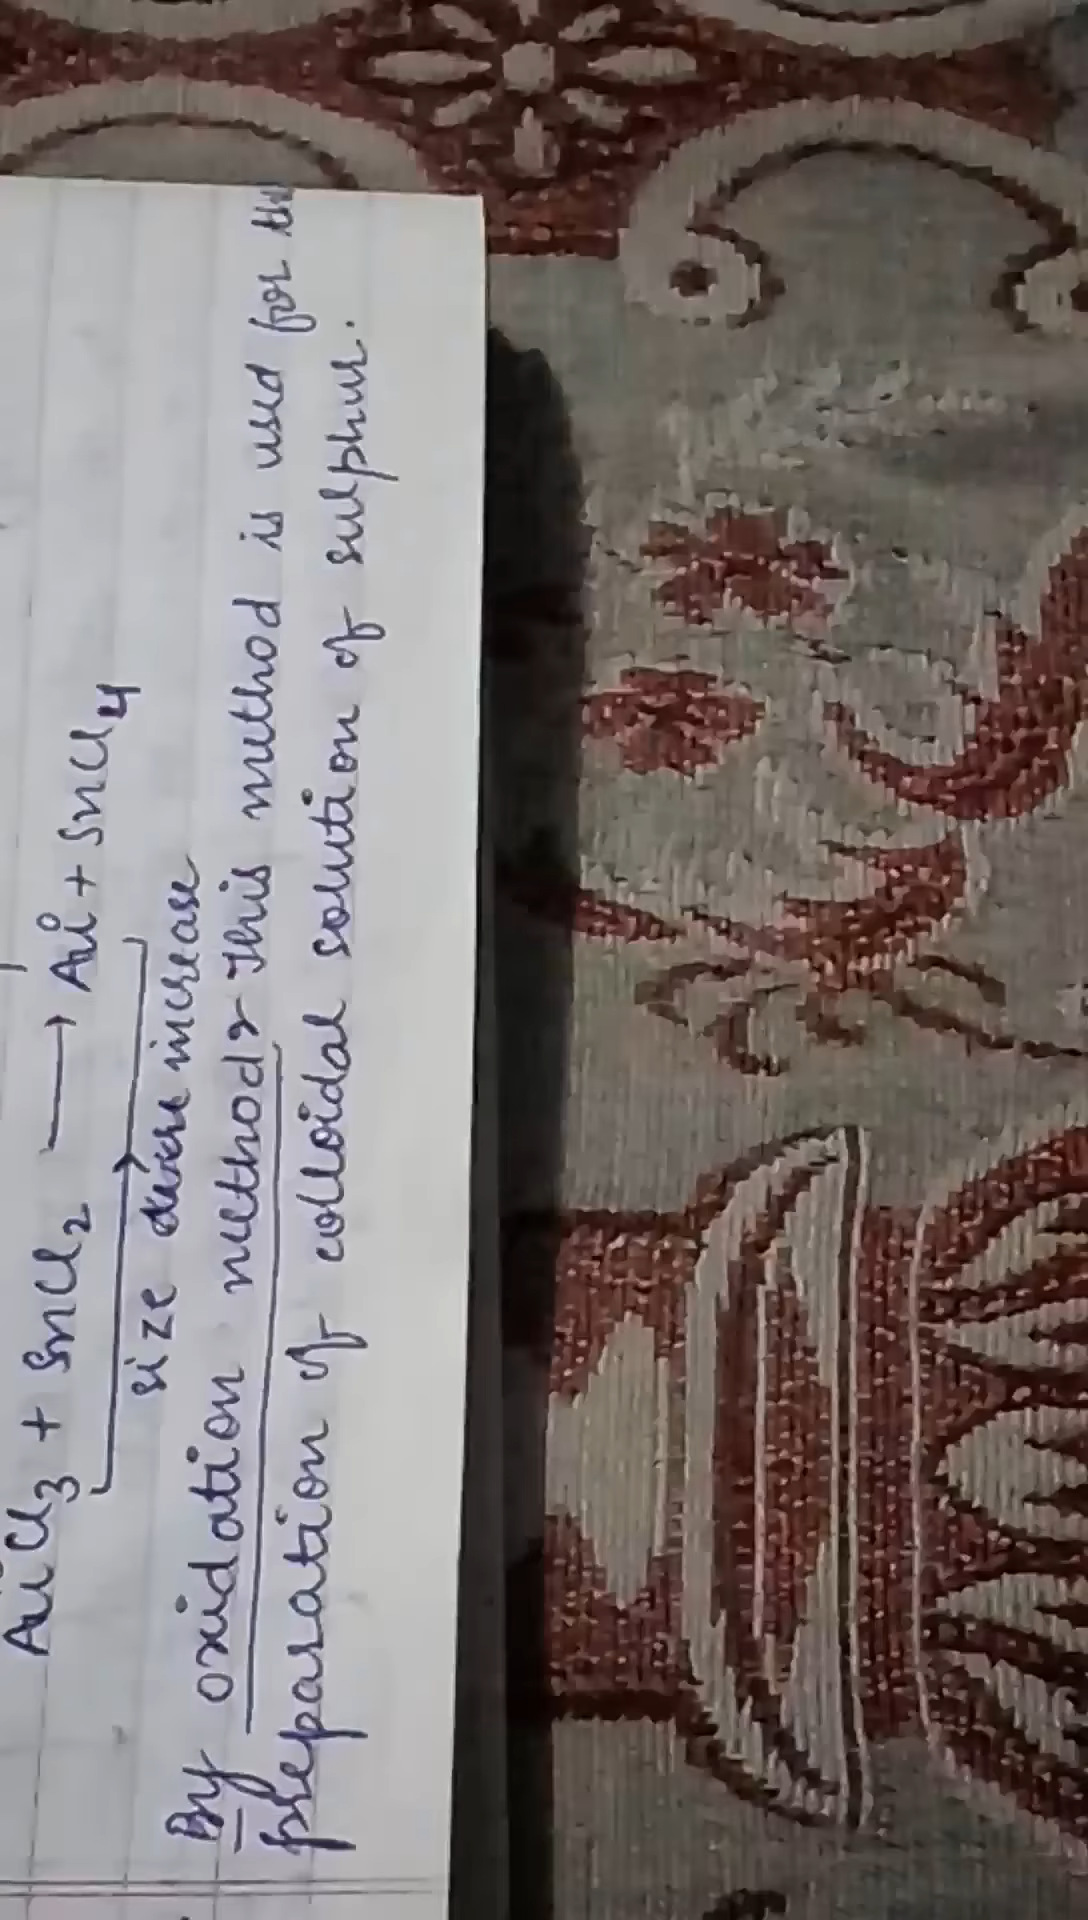 AuCl3 + SnCl2 → Au + SnCl4
size increase
By oxidation method → This method is used for the
preparation of colloidal solution of sulphur.